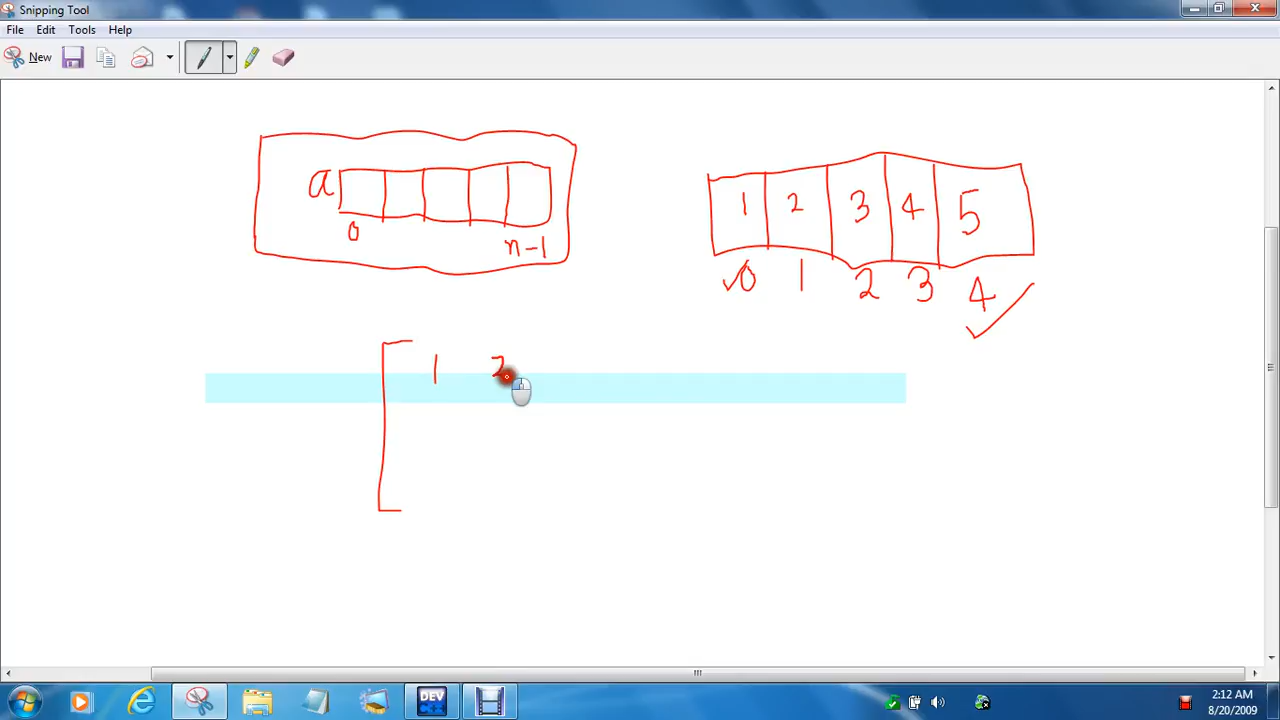 Snipping Tool
File Edit Tools Help
New
a
0 n-1
1 2 3 4 5
0 1 2 3 4
1 2
DEV
C++
2:12 AM
8/20/2009